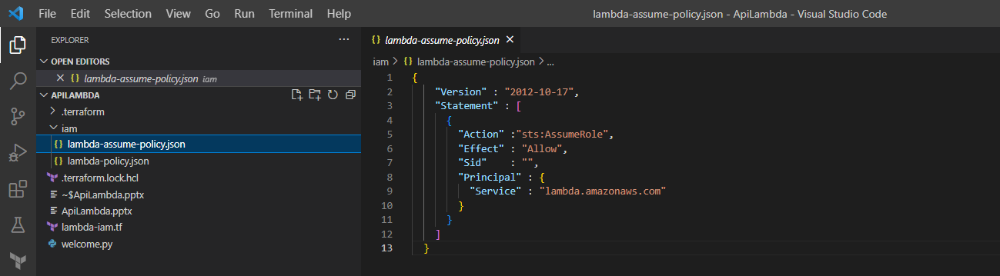 File Edit Selection View Go Run Terminal Help lambda-assume-policy.json - ApiLambda - Visual Studio Code
EXPLORER
OPEN EDITORS
lambda-assume-policy.json iam
APILAMBDA
.terraform
iam
lambda-assume-policy.json
lambda-policy.json
.terraform.lock.hcl
~$ApiLambda.pptx
ApiLambda.pptx
lambda-iam.tf
welcome.py
{} lambda-assume-policy.json
iam > {} lambda-assume-policy.json > ...
1 {
2 "Version" : "2012-10-17",
3 "Statement" : [
4 {
5 "Action" :"sts:AssumeRole",
6 "Effect" : "Allow",
7 "Sid" : "",
8 "Principal" : {
9 "Service" : "lambda.amazonaws.com"
10 }
11 }
12 ]
13 }